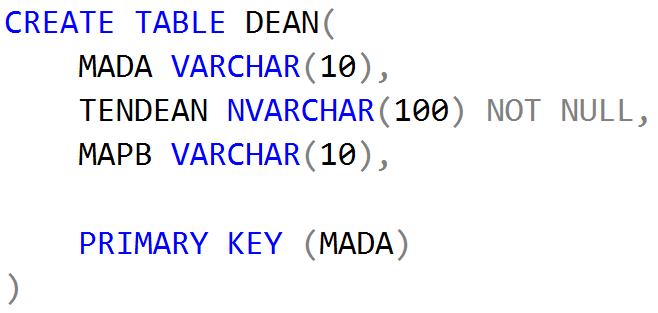 CREATE TABLE DEAN(
MADA VARCHAR(10),
TENDEAN NVARCHAR(100) NOT NULL,
MAPB VARCHAR(10),
PRIMARY KEY (MADA)
)